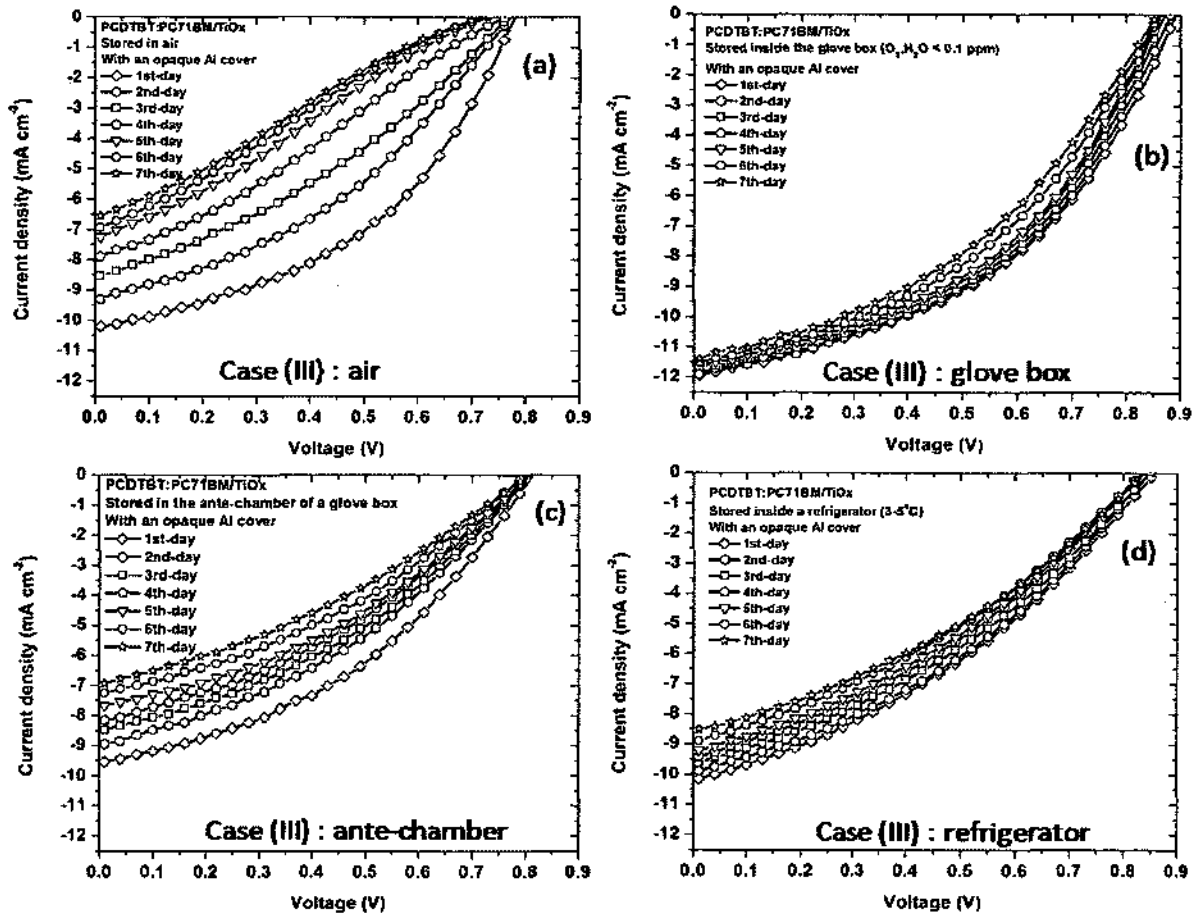 PCDTBT:PC71BM/TiOx
Stored in air
With an opaque Al cover
1st-day
2nd-day
3rd-day
4th-day
5th-day
6th-day
7th-day
(a)
Case (III) : air
0
-1
-2
-3
-4
-5
-6
-7
-8
-9
-10
-11
-12
Current density (mA cm⁻²)
0.0 0.1 0.2 0.3 0.4 0.5 0.6 0.7 0.8 0.9
Voltage (V)
PCDTBT:PC71BM/TiOx
Stored inside the glove box (O₂,H₂O < 0.1 ppm)
With an opaque Al cover
1st-day
2nd-day
3rd-day
4th-day
5th-day
6th-day
7th-day
(b)
Case (III) : glove box
0
-1
-2
-3
-4
-5
-6
-7
-8
-9
-10
-11
-12
Current density (mA cm⁻²)
0.0 0.1 0.2 0.3 0.4 0.5 0.6 0.7 0.8 0.9
Voltage (V)
PCDTBT:PC71BM/TiOx
Stored in the ante-chamber of a glove box
With an opaque Al cover
1st-day
2nd-day
3rd-day
4th-day
5th-day
6th-day
7th-day
(c)
Case (III) : ante-chamber
0
-1
-2
-3
-4
-5
-6
-7
-8
-9
-10
-11
-12
Current density (mA cm⁻²)
0.0 0.1 0.2 0.3 0.4 0.5 0.6 0.7 0.8 0.9
Voltage (V)
PCDTBT:PC71BM/TiOx
Stored inside a refrigerator (3-5°C)
With an opaque Al cover
1st-day
2nd-day
3rd-day
4th-day
5th-day
6th-day
7th-day
(d)
Case (III) : refrigerator
0
-1
-2
-3
-4
-5
-6
-7
-8
-9
-10
-11
-12
Current density (mA cm⁻²)
0.0 0.1 0.2 0.3 0.4 0.5 0.6 0.7 0.8 0.9
Voltage (V)